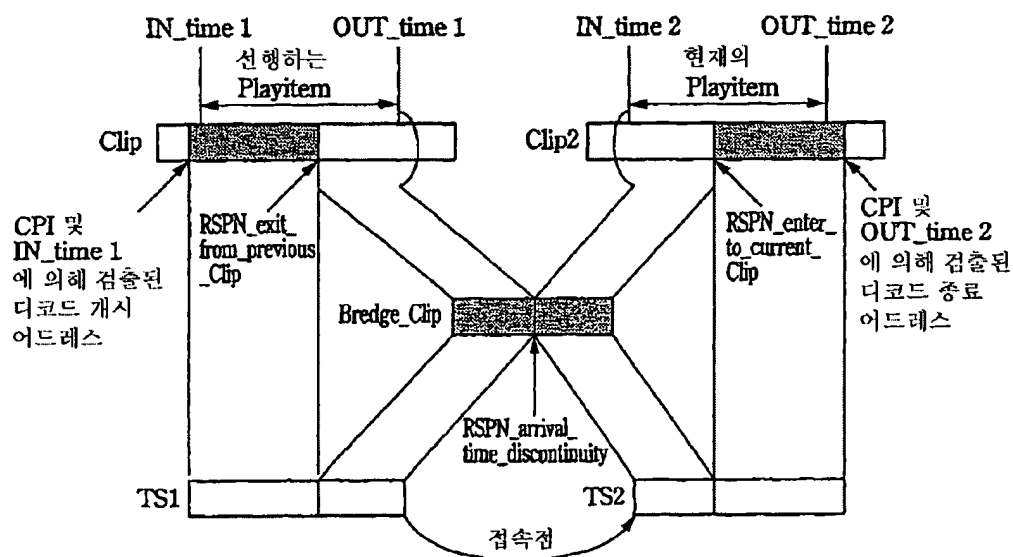 IN_time 1
OUT_time 1
IN_time 2
OUT_time 2
선행하는
Playitem
현재의
Playitem
Clip
Clip2
CPI 및
IN_time 1
에 의해 검출된
디코드 개시
어드레스
RSPN_exit_
from_previous
_Clip
RSPN_enter_
to_current_
Clip
CPI 및
OUT_time 2
에 의해 검출된
디코드 종료
어드레스
Bredge_Clip
RSPN_arrival_
time_discontinuity
TS1
TS2
접속점